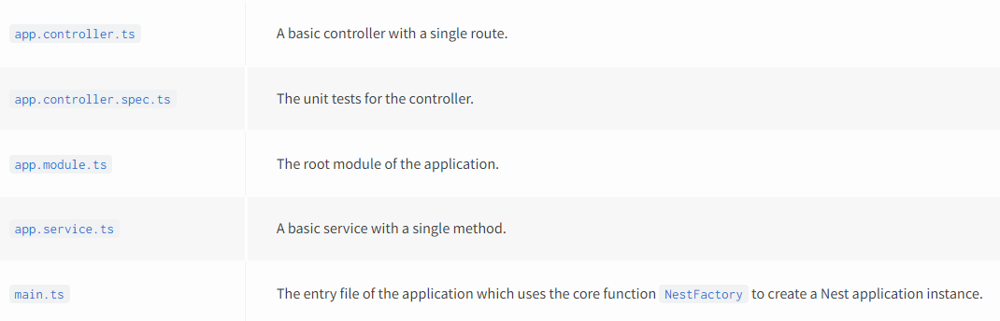 app.controller.ts A basic controller with a single route.
app.controller.spec.ts The unit tests for the controller.
app.module.ts The root module of the application.
app.service.ts A basic service with a single method.
main.ts The entry file of the application which uses the core function NestFactory to create a Nest application instance.